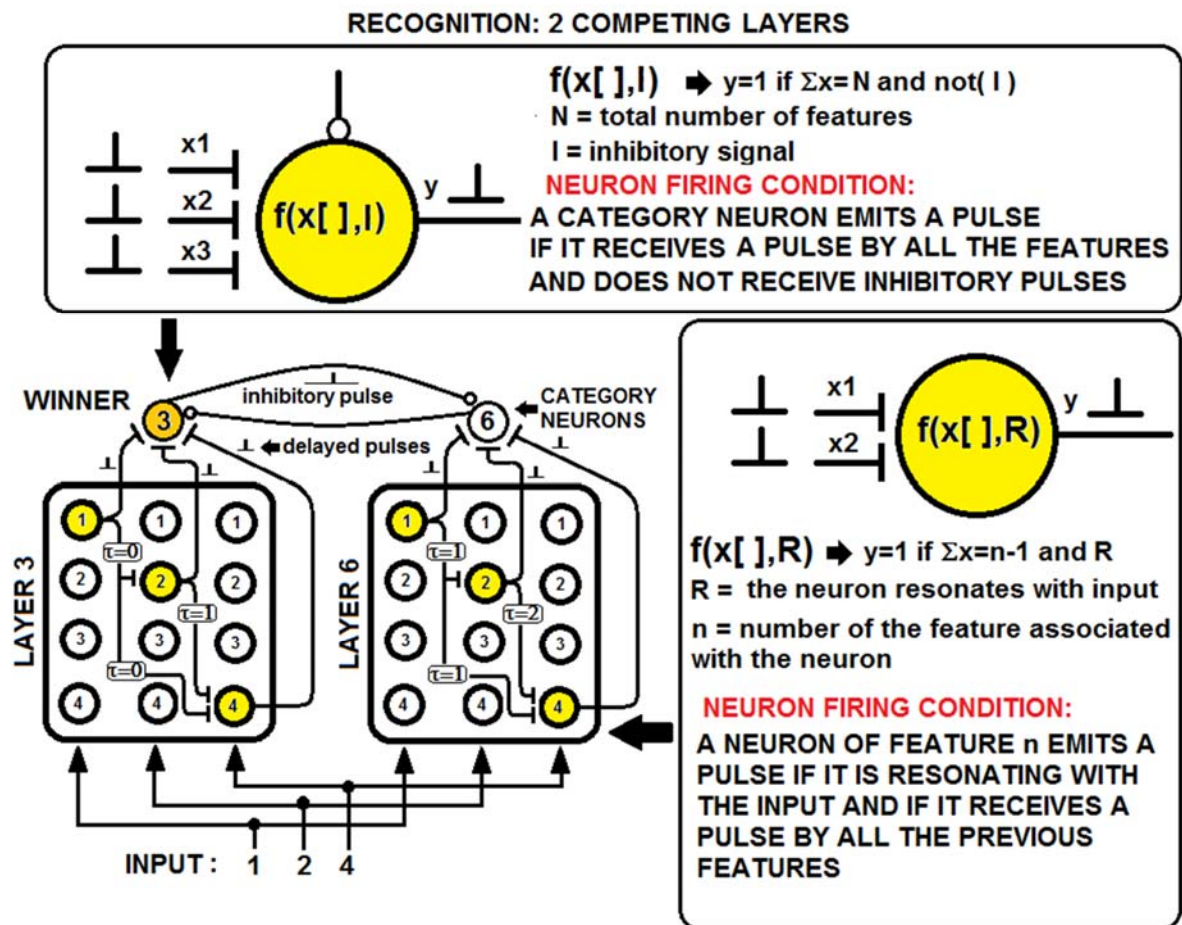 RECOGNITION: 2 COMPETING LAYERS
f(x[ ],I) ➡ y=1 if Σx=N and not( I )
N = total number of features
I = inhibitory signal
NEURON FIRING CONDITION:
A CATEGORY NEURON EMITS A PULSE
IF IT RECEIVES A PULSE BY ALL THE FEATURES
AND DOES NOT RECEIVE INHIBITORY PULSES
x1
x2
x3
f(x[ ],I)
y
WINNER
3
inhibitory pulse
6
CATEGORY
NEURONS
delayed pulses
LAYER 3
1 1 1
τ=0
2 2 2
τ=1
3 3 3
τ=0
4 4 4
LAYER 6
1 1 1
τ=1
2 2 2
τ=2
3 3 3
τ=1
4 4 4
INPUT : 1 2 4
x1
x2
f(x[ ],R)
y
f(x[ ],R) ➡ y=1 if Σx=n-1 and R
R = the neuron resonates with input
n = number of the feature associated
with the neuron
NEURON FIRING CONDITION:
A NEURON OF FEATURE n EMITS A
PULSE IF IT IS RESONATING WITH
THE INPUT AND IF IT RECEIVES A
PULSE BY ALL THE PREVIOUS
FEATURES